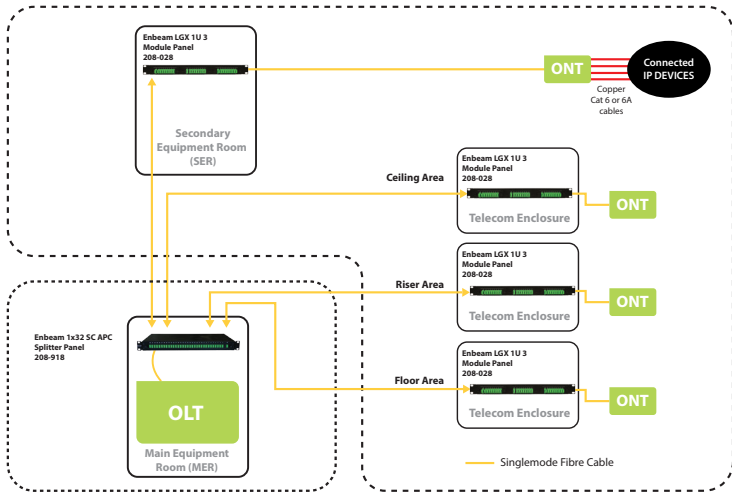 Enbeam LGX 1U 3
Module Panel
208-028
Secondary
Equipment Room
(SER)
ONT
Connected
IP DEVICES
Copper
Cat 6 or 6A
cables
Ceiling Area
Enbeam LGX 1U 3
Module Panel
208-028
Telecom Enclosure
ONT
Riser Area
Enbeam LGX 1U 3
Module Panel
208-028
Telecom Enclosure
ONT
Enbeam 1x32 SC APC
Splitter Panel
208-918
OLT
Main Equipment
Room (MER)
Floor Area
Enbeam LGX 1U 3
Module Panel
208-028
Telecom Enclosure
ONT
Singlemode Fibre Cable